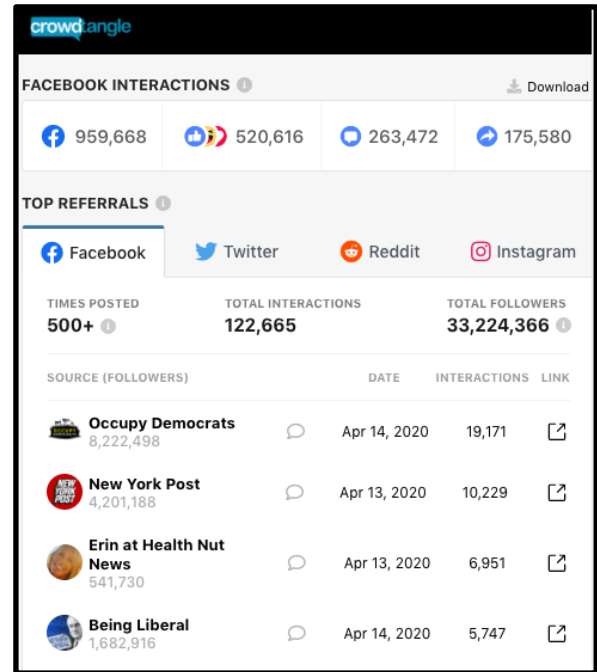 crowdtangle
FACEBOOK INTERACTIONS
Download
959,668 520,616 263,472 175,580
TOP REFERRALS
Facebook Twitter Reddit Instagram
TIMES POSTED TOTAL INTERACTIONS TOTAL FOLLOWERS
500+ 122,665 33,224,366
SOURCE (FOLLOWERS) DATE INTERACTIONS LINK
Occupy Democrats
8,222,498
Apr 14, 2020 19,171
NEW
YORK
POST
New York Post
4,201,188
Apr 13, 2020 10,229
Erin at Health Nut
News
541,730
Apr 13, 2020 6,951
Being Liberal
1,682,916
Apr 14, 2020 5,747